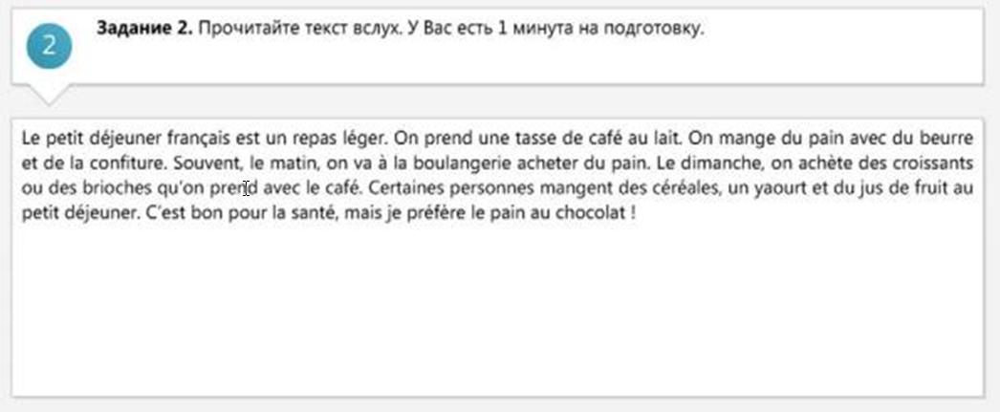 2
Задание 2. Прочитайте текст вслух. У Вас есть 1 минута на подготовку.
Le petit déjeuner français est un repas léger. On prend une tasse de café au lait. On mange du pain avec du beurre
et de la confiture. Souvent, le matin, on va à la boulangerie acheter du pain. Le dimanche, on achète des croissants
ou des brioches qu'on prend avec le café. Certaines personnes mangent des céréales, un yaourt et du jus de fruit au
petit déjeuner. C'est bon pour la santé, mais je préfère le pain au chocolat !